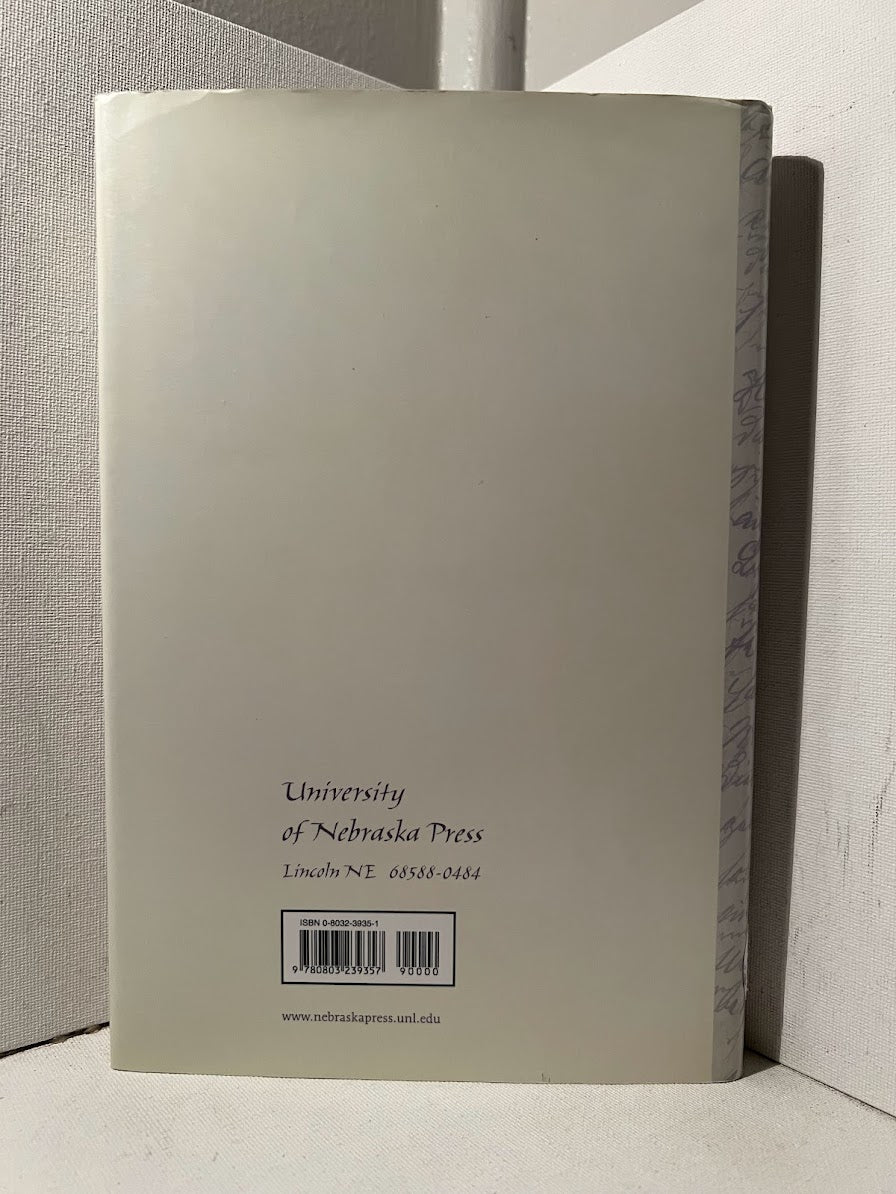 University
of Nebraska Press
Lincoln NE 68588-0484
ISBN 0-8032-3935-1
9 780803 239357 90000
www.nebraskapress.unl.edu